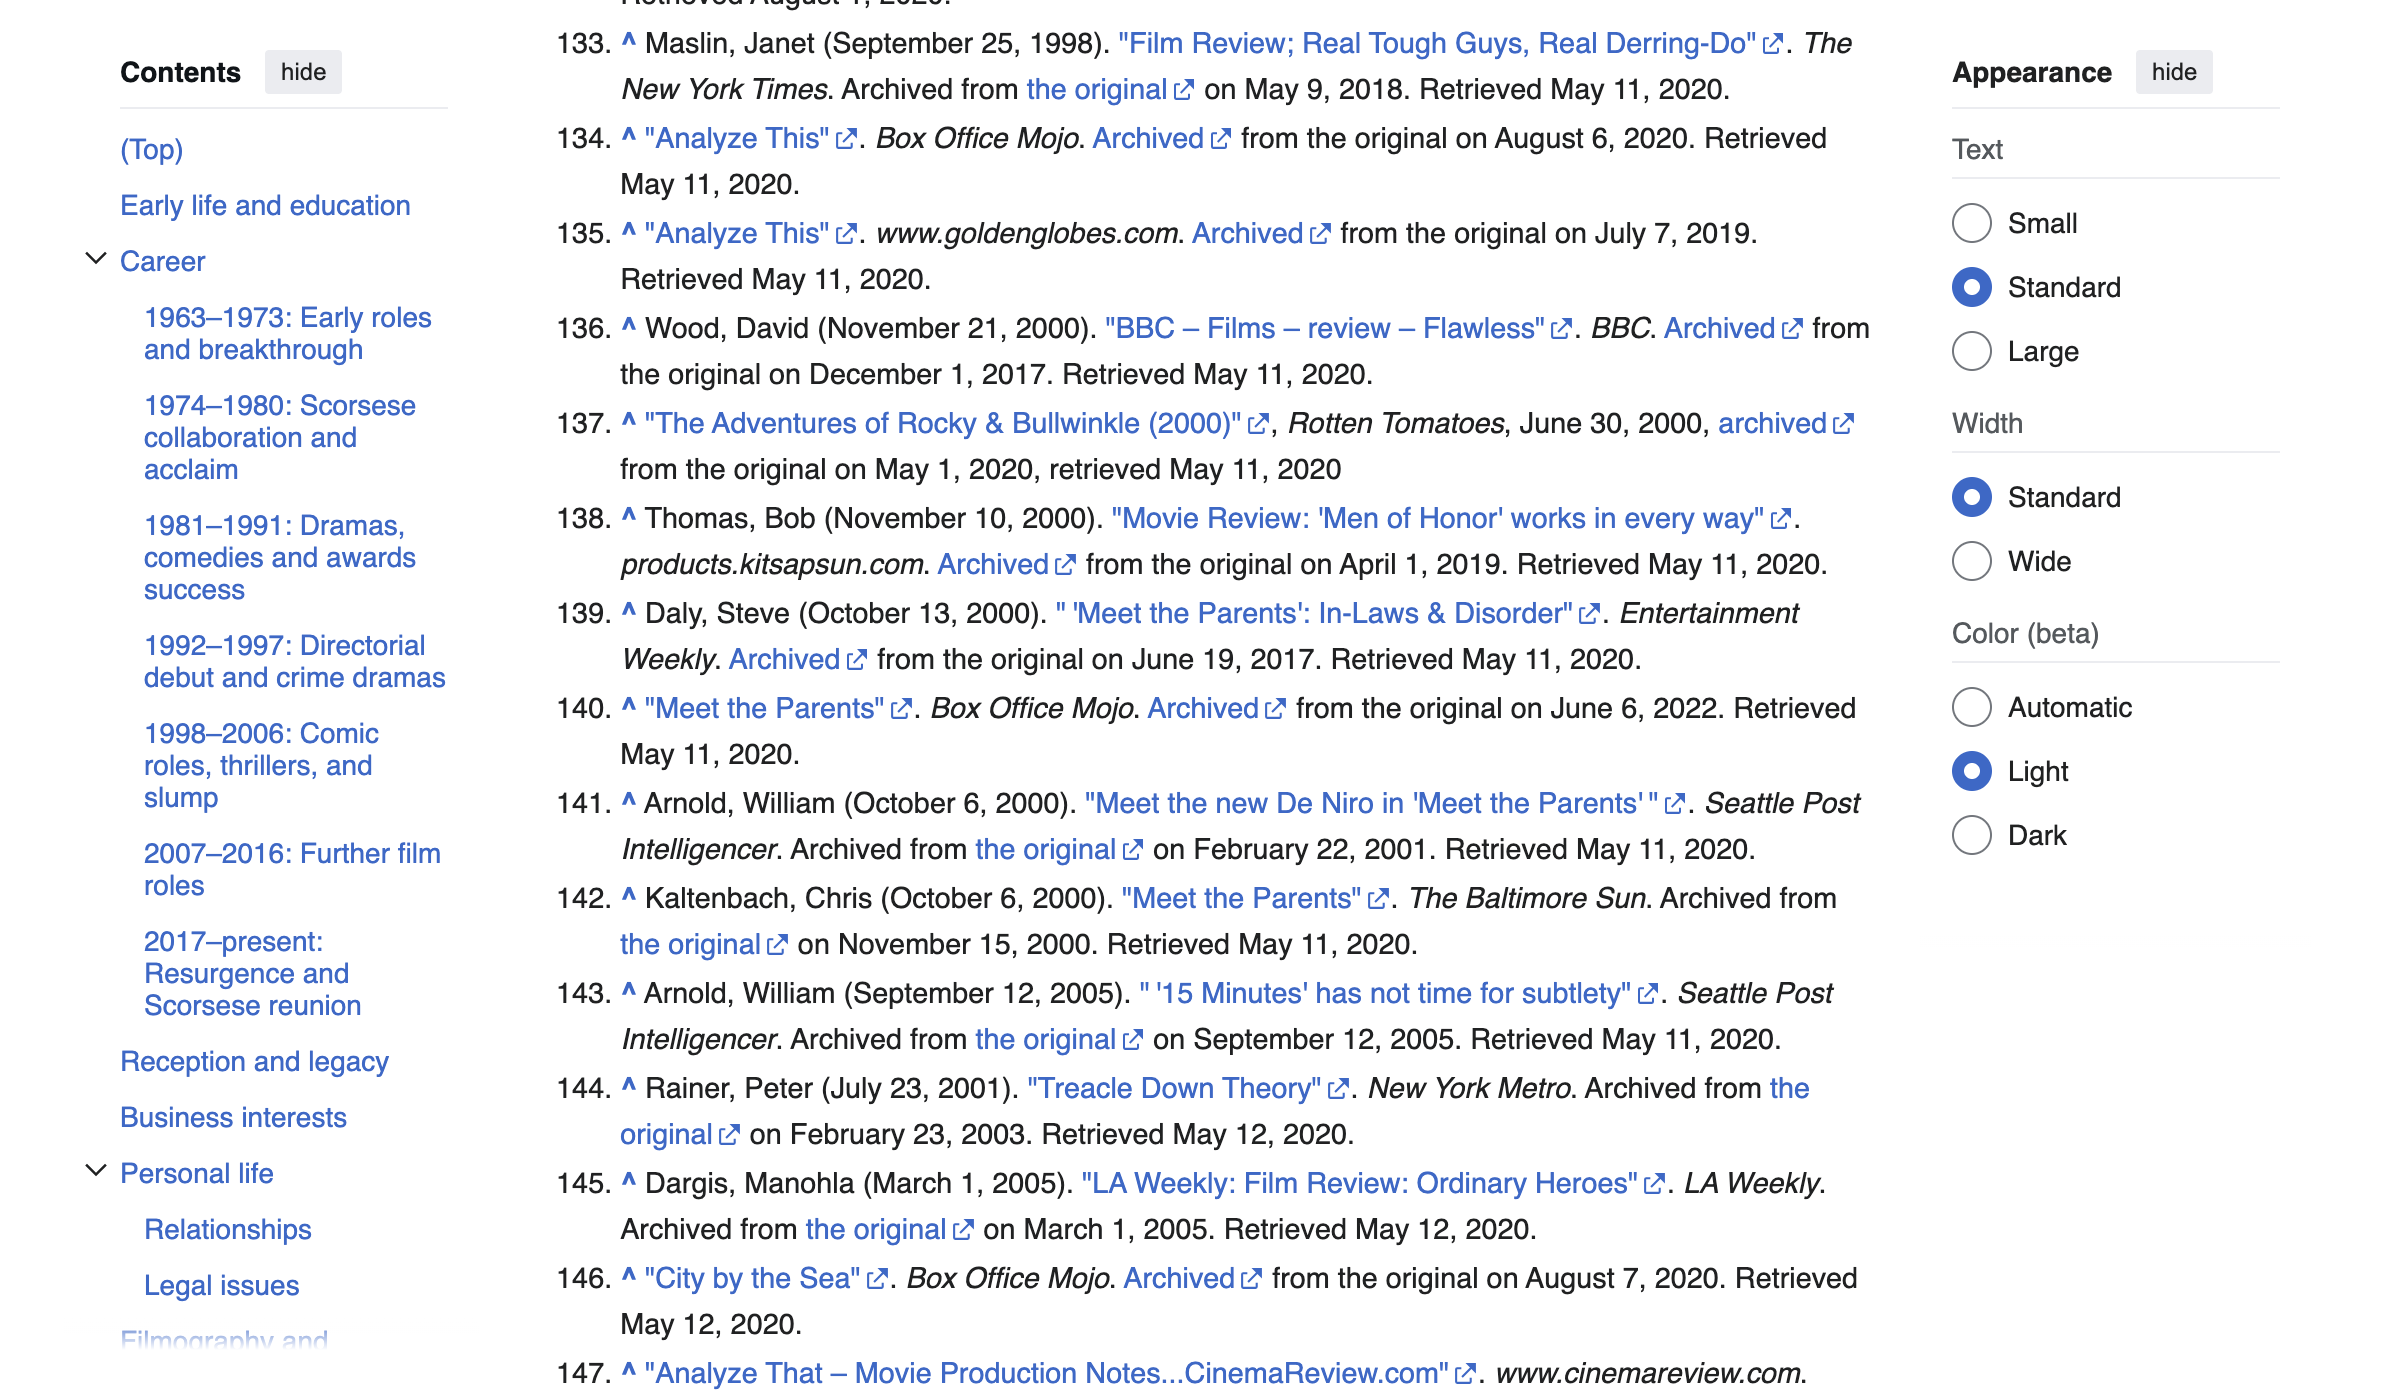 Contents hide
(Top)
Early life and education
Career
1963–1973: Early roles
and breakthrough
1974–1980: Scorsese
collaboration and
acclaim
1981–1991: Dramas,
comedies and awards
success
1992–1997: Directorial
debut and crime dramas
1998–2006: Comic
roles, thrillers, and
slump
2007–2016: Further film
roles
2017–present:
Resurgence and
Scorsese reunion
Reception and legacy
Business interests
Personal life
Relationships
Legal issues
Filmography and
Retrieved August 1, 2020.
133. ^ Maslin, Janet (September 25, 1998). "Film Review; Real Tough Guys, Real Derring-Do". The
New York Times. Archived from the original on May 9, 2018. Retrieved May 11, 2020.
134. ^ "Analyze This". Box Office Mojo. Archived from the original on August 6, 2020. Retrieved
May 11, 2020.
135. ^ "Analyze This". www.goldenglobes.com. Archived from the original on July 7, 2019.
Retrieved May 11, 2020.
136. ^ Wood, David (November 21, 2000). "BBC – Films – review – Flawless". BBC. Archived from
the original on December 1, 2017. Retrieved May 11, 2020.
137. ^ "The Adventures of Rocky & Bullwinkle (2000)", Rotten Tomatoes, June 30, 2000, archived
from the original on May 1, 2020, retrieved May 11, 2020
138. ^ Thomas, Bob (November 10, 2000). "Movie Review: 'Men of Honor' works in every way".
products.kitsapsun.com. Archived from the original on April 1, 2019. Retrieved May 11, 2020.
139. ^ Daly, Steve (October 13, 2000). " 'Meet the Parents': In-Laws & Disorder". Entertainment
Weekly. Archived from the original on June 19, 2017. Retrieved May 11, 2020.
140. ^ "Meet the Parents". Box Office Mojo. Archived from the original on June 6, 2022. Retrieved
May 11, 2020.
141. ^ Arnold, William (October 6, 2000). "Meet the new De Niro in 'Meet the Parents' ". Seattle Post
Intelligencer. Archived from the original on February 22, 2001. Retrieved May 11, 2020.
142. ^ Kaltenbach, Chris (October 6, 2000). "Meet the Parents". The Baltimore Sun. Archived from
the original on November 15, 2000. Retrieved May 11, 2020.
143. ^ Arnold, William (September 12, 2005). " '15 Minutes' has not time for subtlety". Seattle Post
Intelligencer. Archived from the original on September 12, 2005. Retrieved May 11, 2020.
144. ^ Rainer, Peter (July 23, 2001). "Treacle Down Theory". New York Metro. Archived from the
original on February 23, 2003. Retrieved May 12, 2020.
145. ^ Dargis, Manohla (March 1, 2005). "LA Weekly: Film Review: Ordinary Heroes". LA Weekly.
Archived from the original on March 1, 2005. Retrieved May 12, 2020.
146. ^ "City by the Sea". Box Office Mojo. Archived from the original on August 7, 2020. Retrieved
May 12, 2020.
147. ^ "Analyze That – Movie Production Notes...CinemaReview.com". www.cinemareview.com.
Appearance hide
Text
Small
Standard
Large
Width
Standard
Wide
Color (beta)
Automatic
Light
Dark